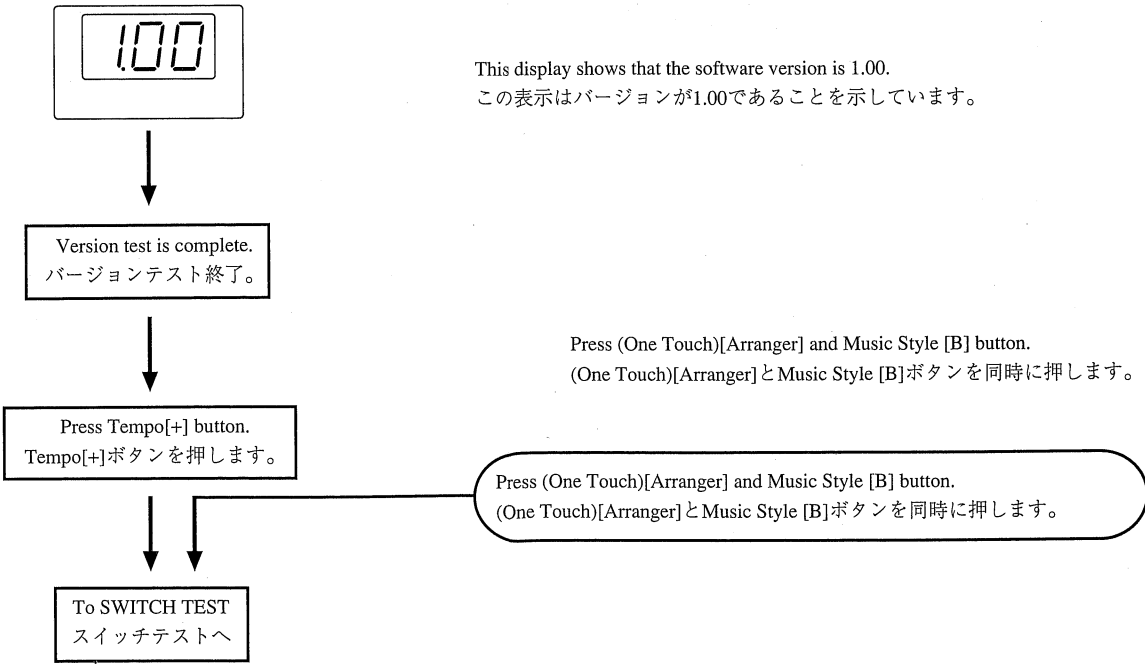 1.00
This display shows that the software version is 1.00.
この表示はバージョンが1.00であることを示しています。
Version test is complete.
バージョンテスト終了。
Press (One Touch)[Arranger] and Music Style [B] button.
(One Touch)[Arranger]とMusic Style [B]ボタンを同時に押します。
Press Tempo[+] button.
Tempo[+]ボタンを押します。
Press (One Touch)[Arranger] and Music Style [B] button.
(One Touch)[Arranger]とMusic Style [B]ボタンを同時に押します。
To SWITCH TEST
スイッチテストへ